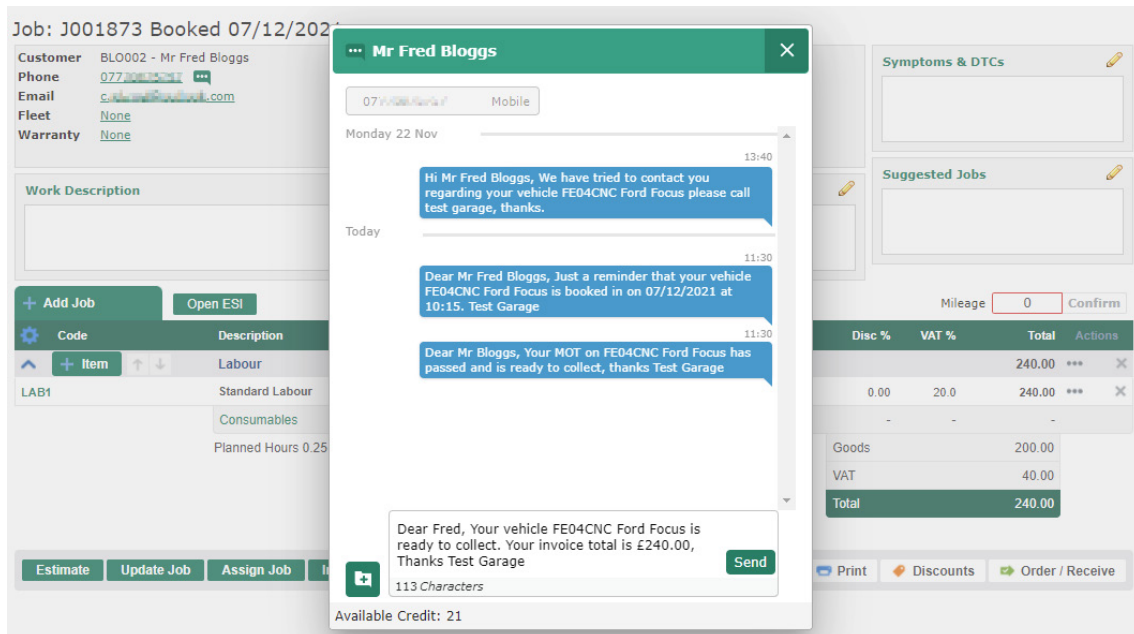 Job: J001873 Booked 07/12/202
Customer BLO002 - Mr Fred Bloggs
Phone
Email .com
Fleet None
Warranty None
Work Description
Symptoms & DTCs
Suggested Jobs
Mr Fred Bloggs
Mobile
Monday 22 Nov
13:40
Hi Mr Fred Bloggs, We have tried to contact you
regarding your vehicle FE04CNC Ford Focus please call
test garage, thanks.
Today
11:30
Dear Mr Fred Bloggs, Just a reminder that your vehicle
FE04CNC Ford Focus is booked in on 07/12/2021 at
10:15. Test Garage
11:30
Dear Mr Bloggs, Your MOT on FE04CNC Ford Focus has
passed and is ready to collect, thanks Test Garage
Dear Fred, Your vehicle FE04CNC Ford Focus is
ready to collect. Your invoice total is £240.00,
Thanks Test Garage
Send
113 Characters
Available Credit: 21
+ Add Job Open ESI Mileage 0 Confirm
Code Description Disc % VAT % Total Actions
+ Item Labour 240.00
LAB1 Standard Labour 0.00 20.0 240.00
Consumables - - -
Planned Hours 0.25
Goods 200.00
VAT 40.00
Total 240.00
Estimate Update Job Assign Job Print Discounts Order / Receive